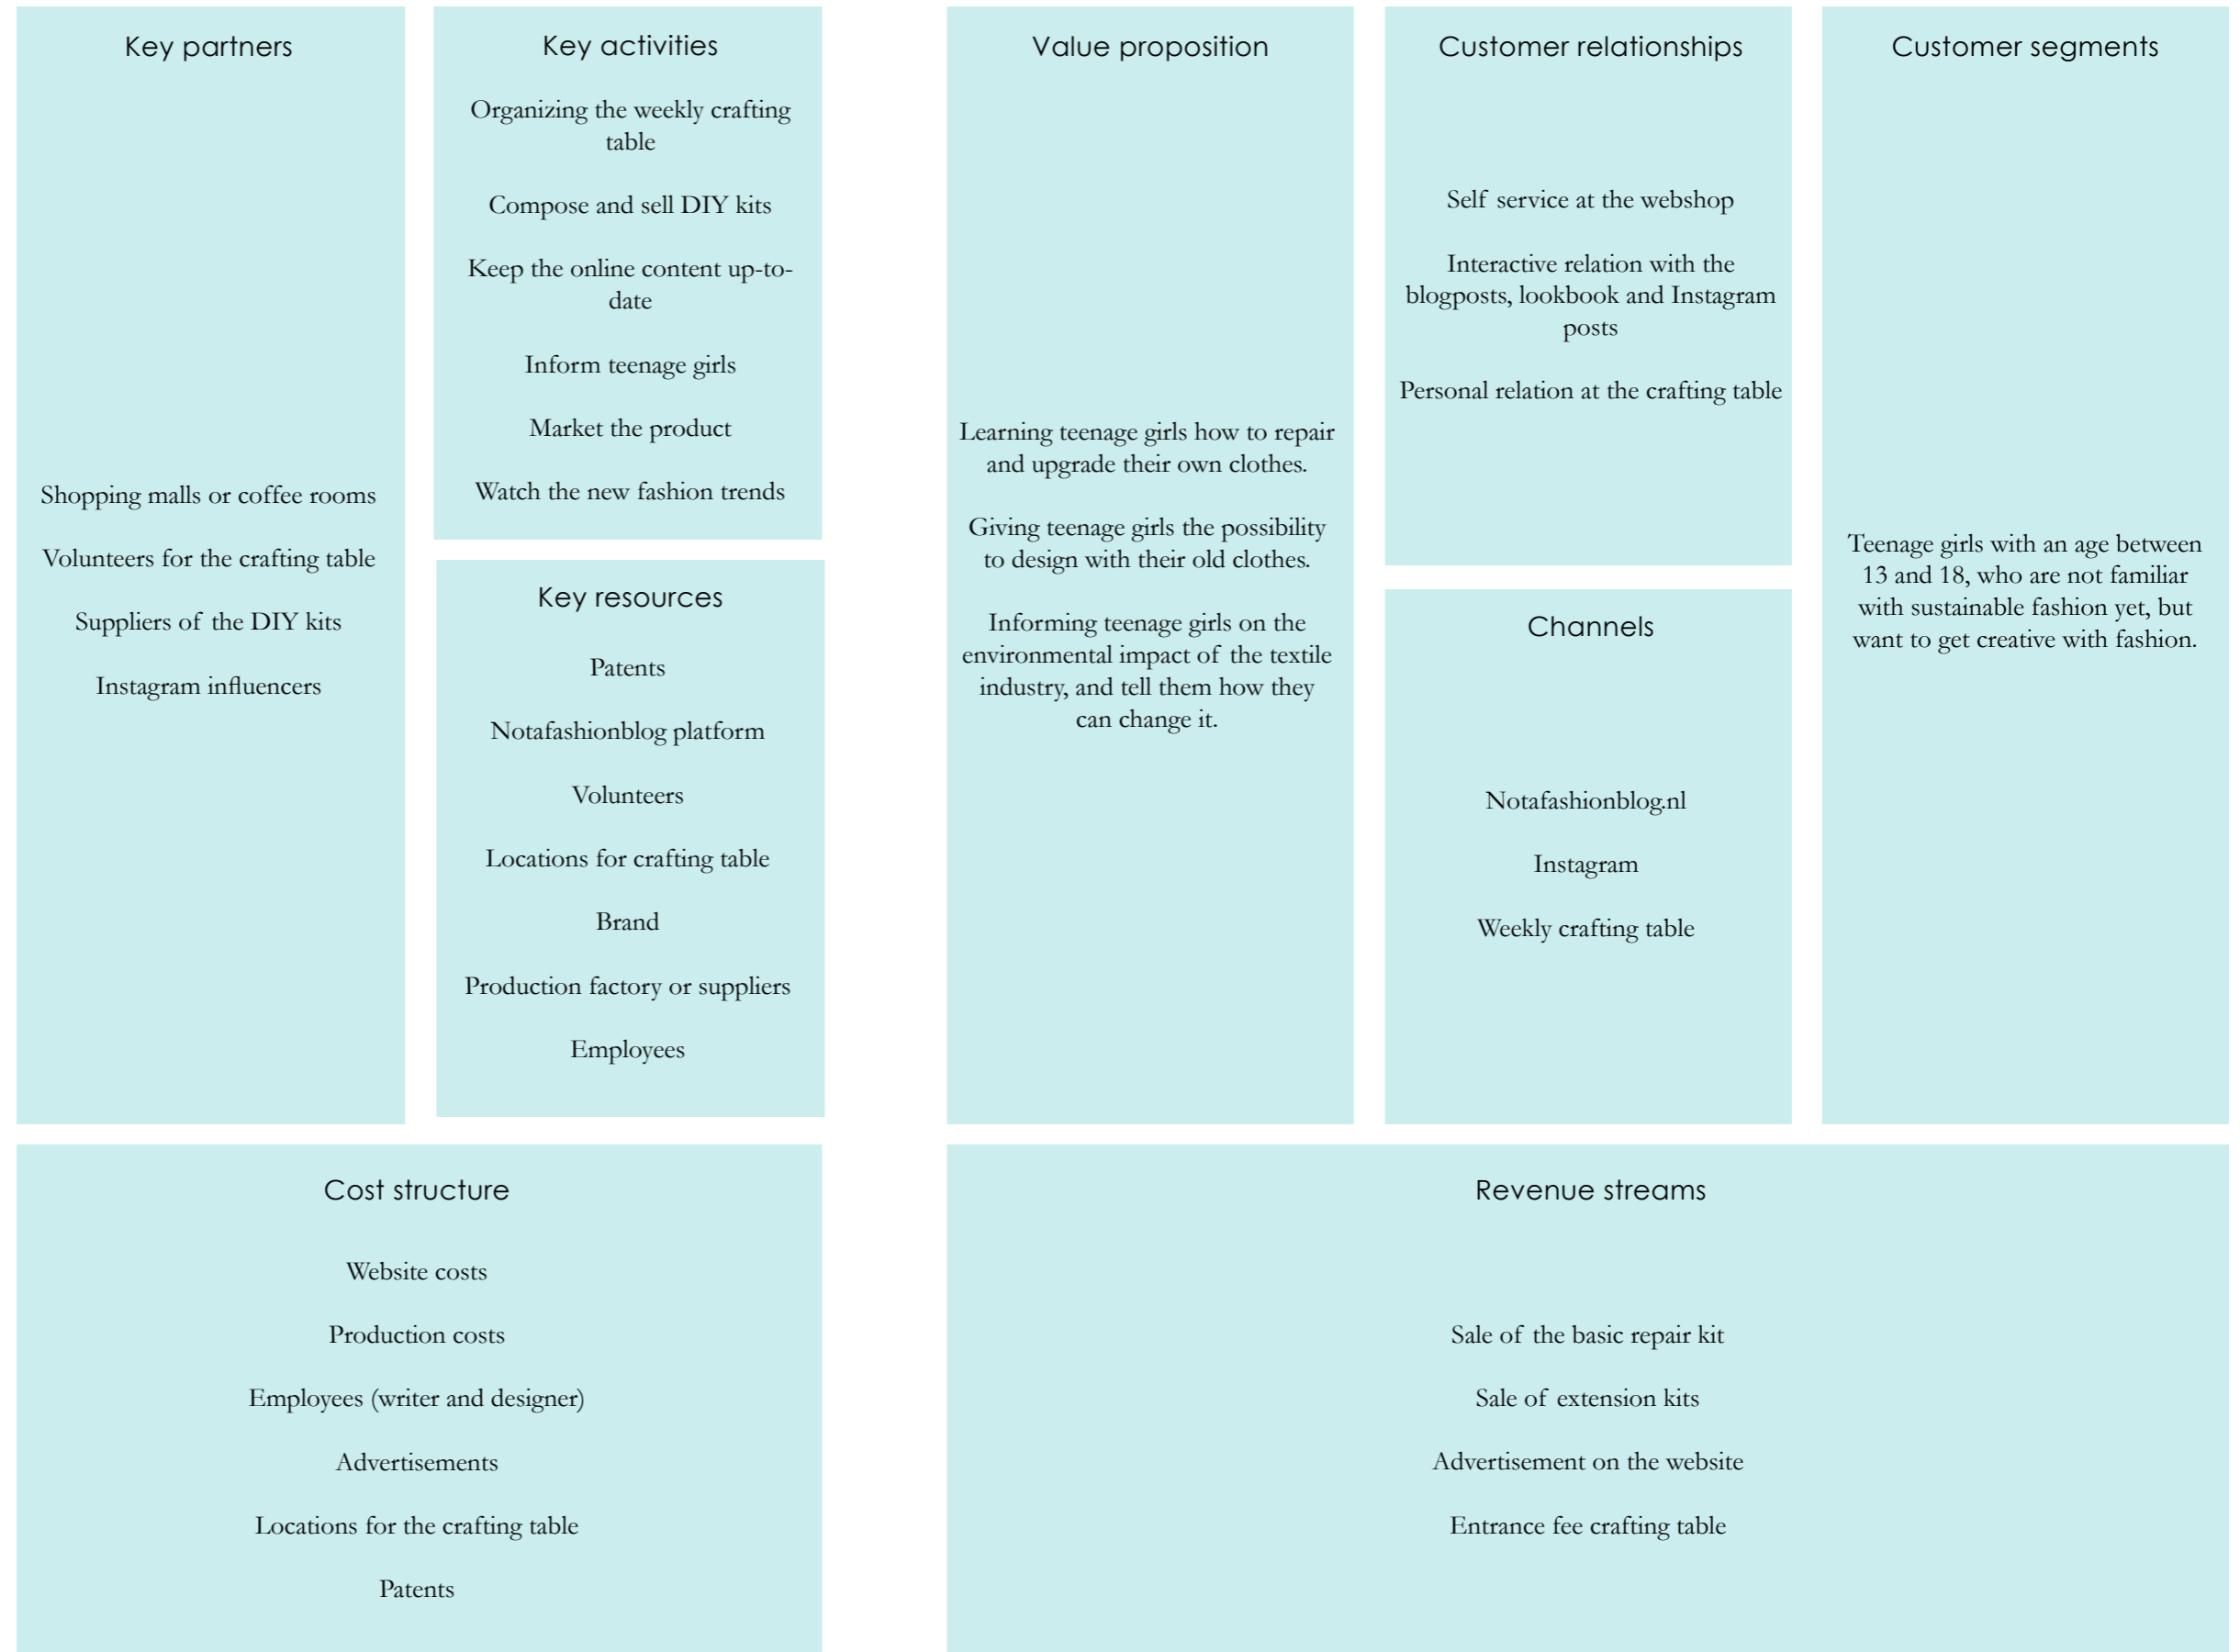 Key partners
Shopping malls or coffee rooms
Volunteers for the crafting table
Suppliers of the DIY kits
Instagram influencers
Key activities
Organizing the weekly crafting
table
Compose and sell DIY kits
Keep the online content up-to-
date
Inform teenage girls
Market the product
Watch the new fashion trends
Key resources
Patents
Notafashionblog platform
Volunteers
Locations for crafting table
Brand
Production factory or suppliers
Employees
Value proposition
Learning teenage girls how to repair
and upgrade their own clothes.
Giving teenage girls the possibility
to design with their old clothes.
Informing teenage girls on the
environmental impact of the textile
industry, and tell them how they
can change it.
Customer relationships
Self service at the webshop
Interactive relation with the
blogposts, lookbook and Instagram
posts
Personal relation at the crafting table
Channels
Notafashionblog.nl
Instagram
Weekly crafting table
Customer segments
Teenage girls with an age between
13 and 18, who are not familiar
with sustainable fashion yet, but
want to get creative with fashion.
Cost structure
Website costs
Production costs
Employees (writer and designer)
Advertisements
Locations for the crafting table
Patents
Revenue streams
Sale of the basic repair kit
Sale of extension kits
Advertisement on the website
Entrance fee crafting table